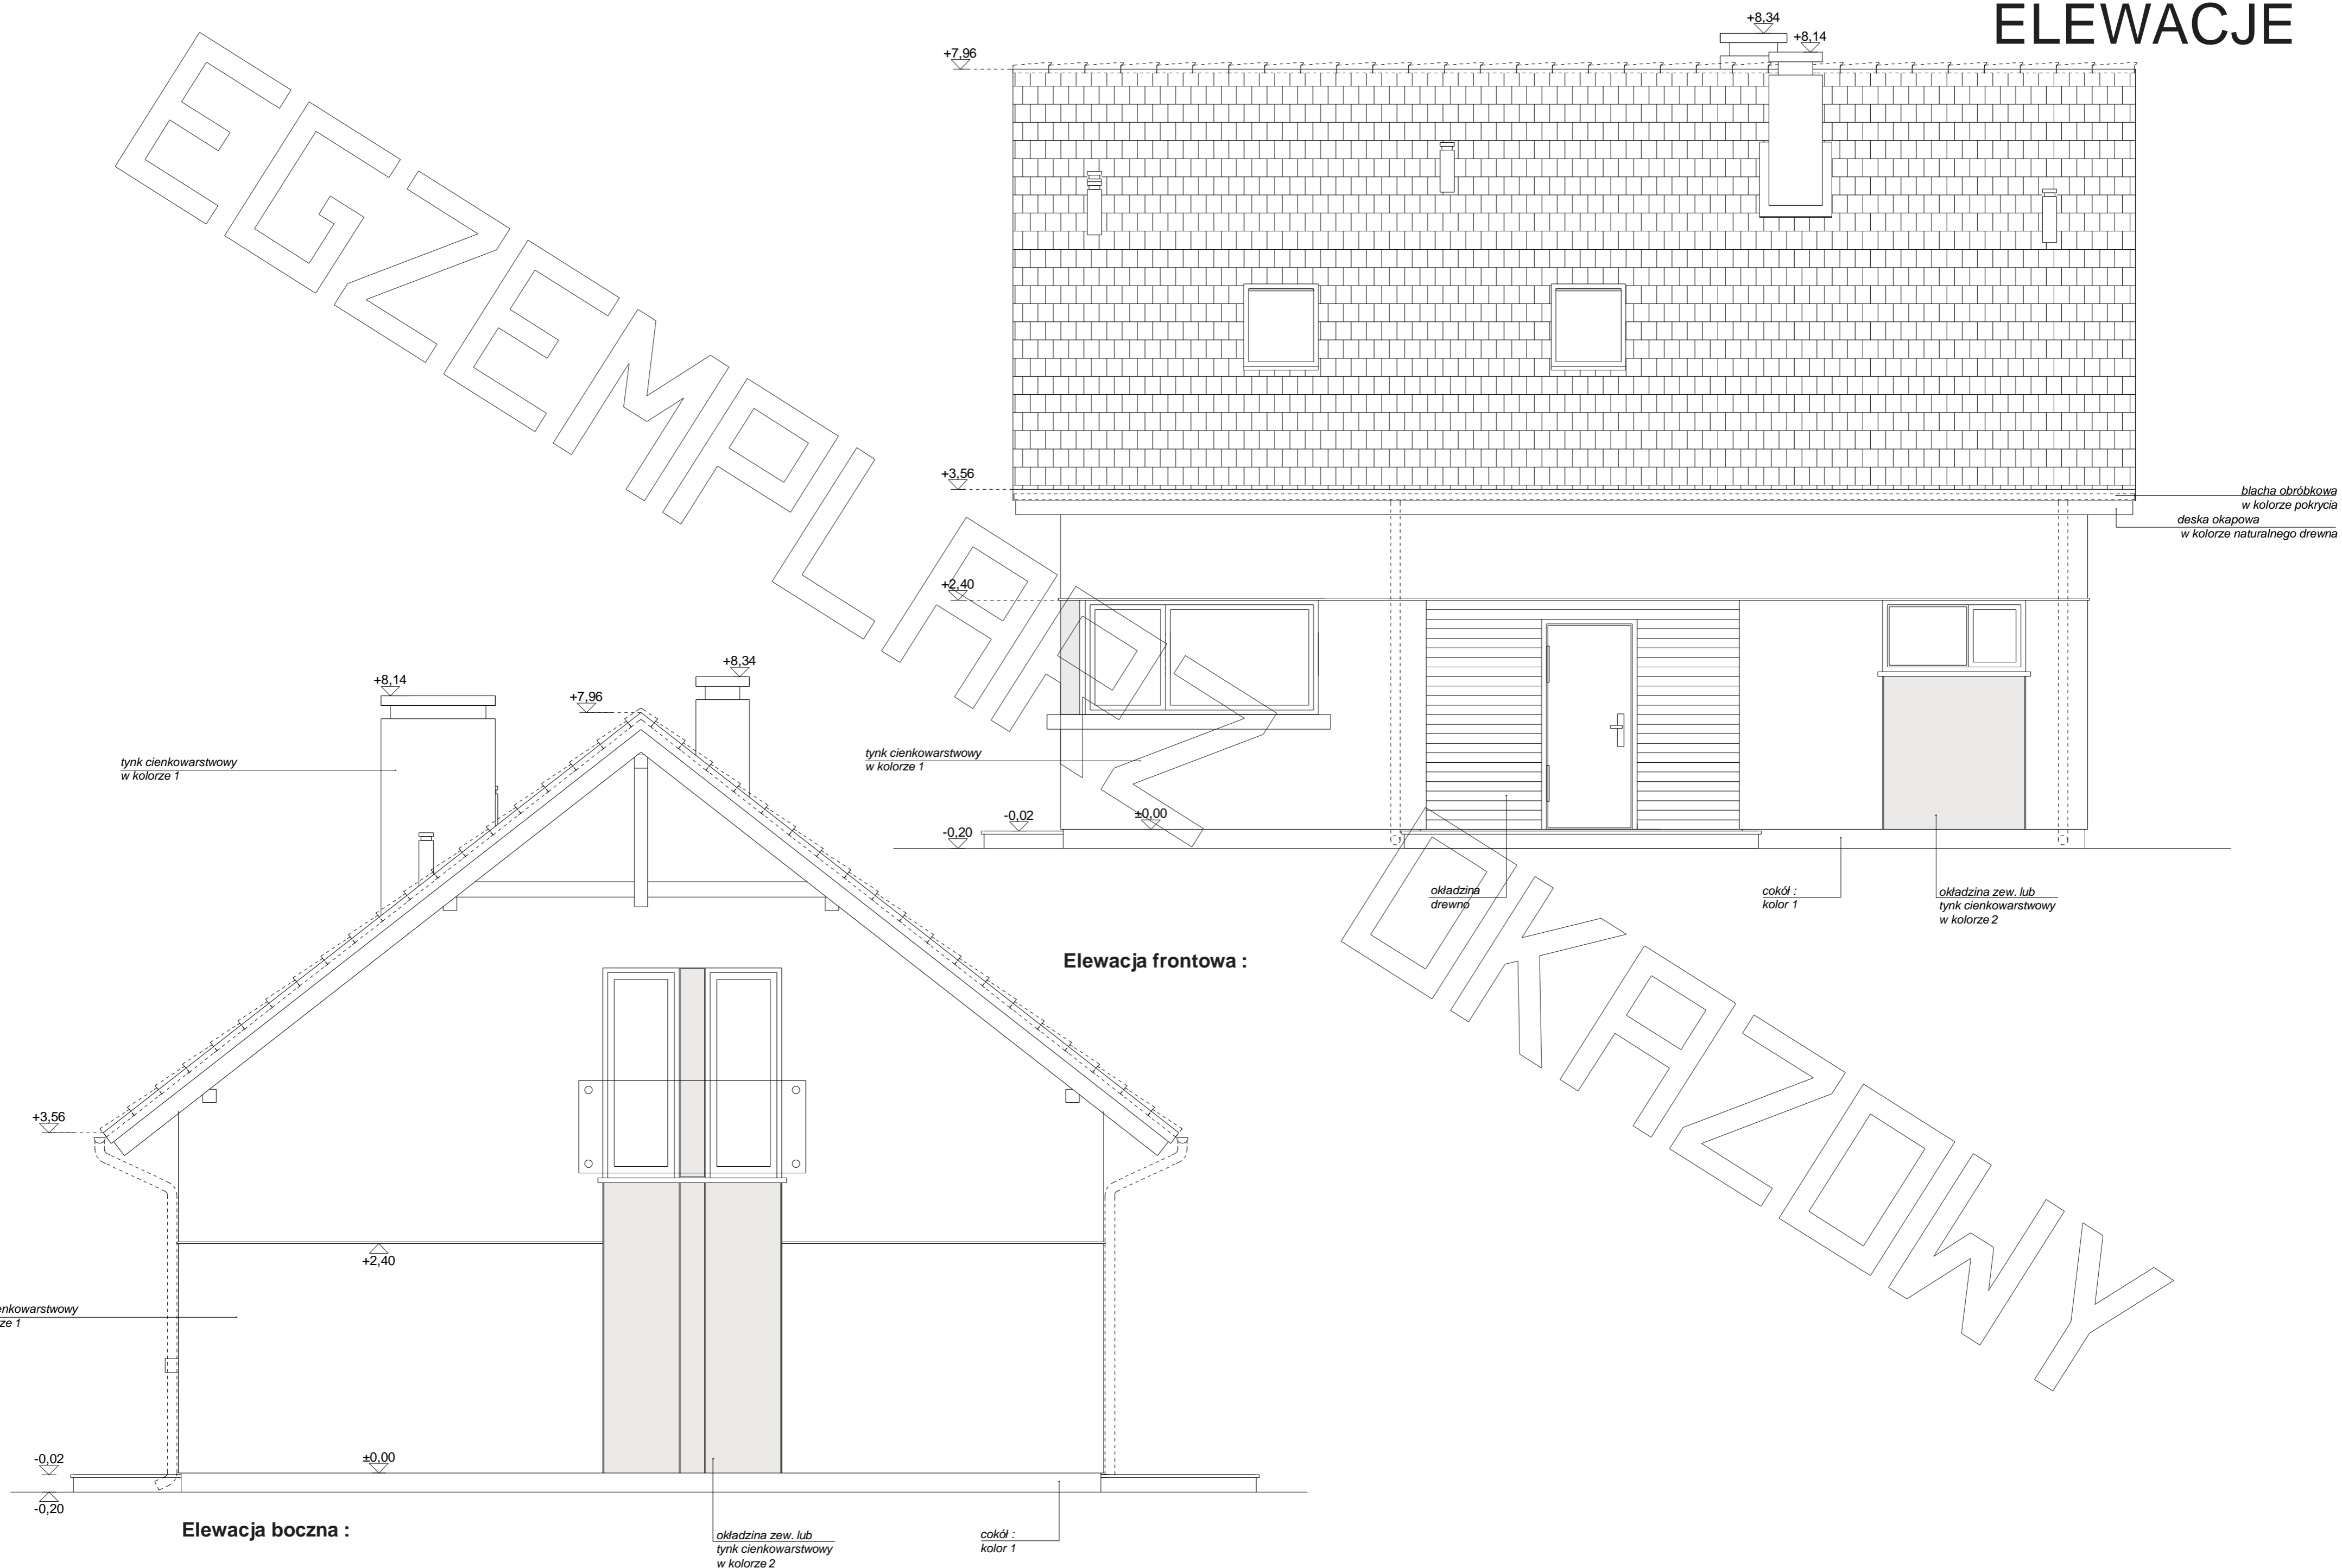 ELEWACJE
+8,34
+8,14
+7,96
+3,56
blacha obróbkowa
w kolorze pokrycia
deska okapowa
w kolorze naturalnego drewna
+2,40
tynk cienkowarstwowy
w kolorze 1
-0,02
±0,00
-0,20
okładzina
drewno
cokół :
kolor 1
okładzina zew. lub
tynk cienkowarstwowy
w kolorze 2
Elewacja frontowa :
+8,34
+8,14
+7,96
tynk cienkowarstwowy
w kolorze 1
+3,56
+2,40
enkowarstwowy
ze 1
-0,02
±0,00
-0,20
Elewacja boczna :
okładzina zew. lub
tynk cienkowarstwowy
w kolorze 2
cokół :
kolor 1
EGZEMPLARZ OKAZOWY